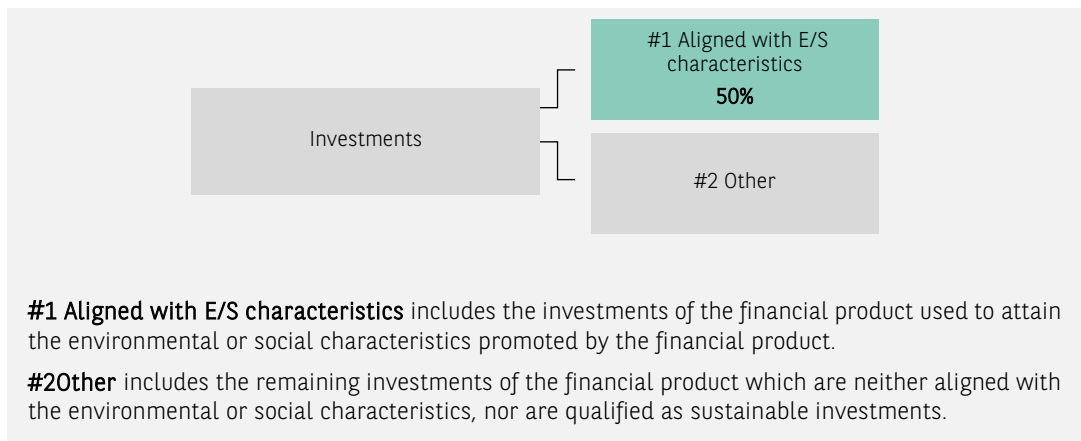 #1 Aligned with E/S
characteristics
50%
Investments
#2 Other
#1 Aligned with E/S characteristics includes the investments of the financial product used to attain
the environmental or social characteristics promoted by the financial product.
#2Other includes the remaining investments of the financial product which are neither aligned with
the environmental or social characteristics, nor are qualified as sustainable investments.